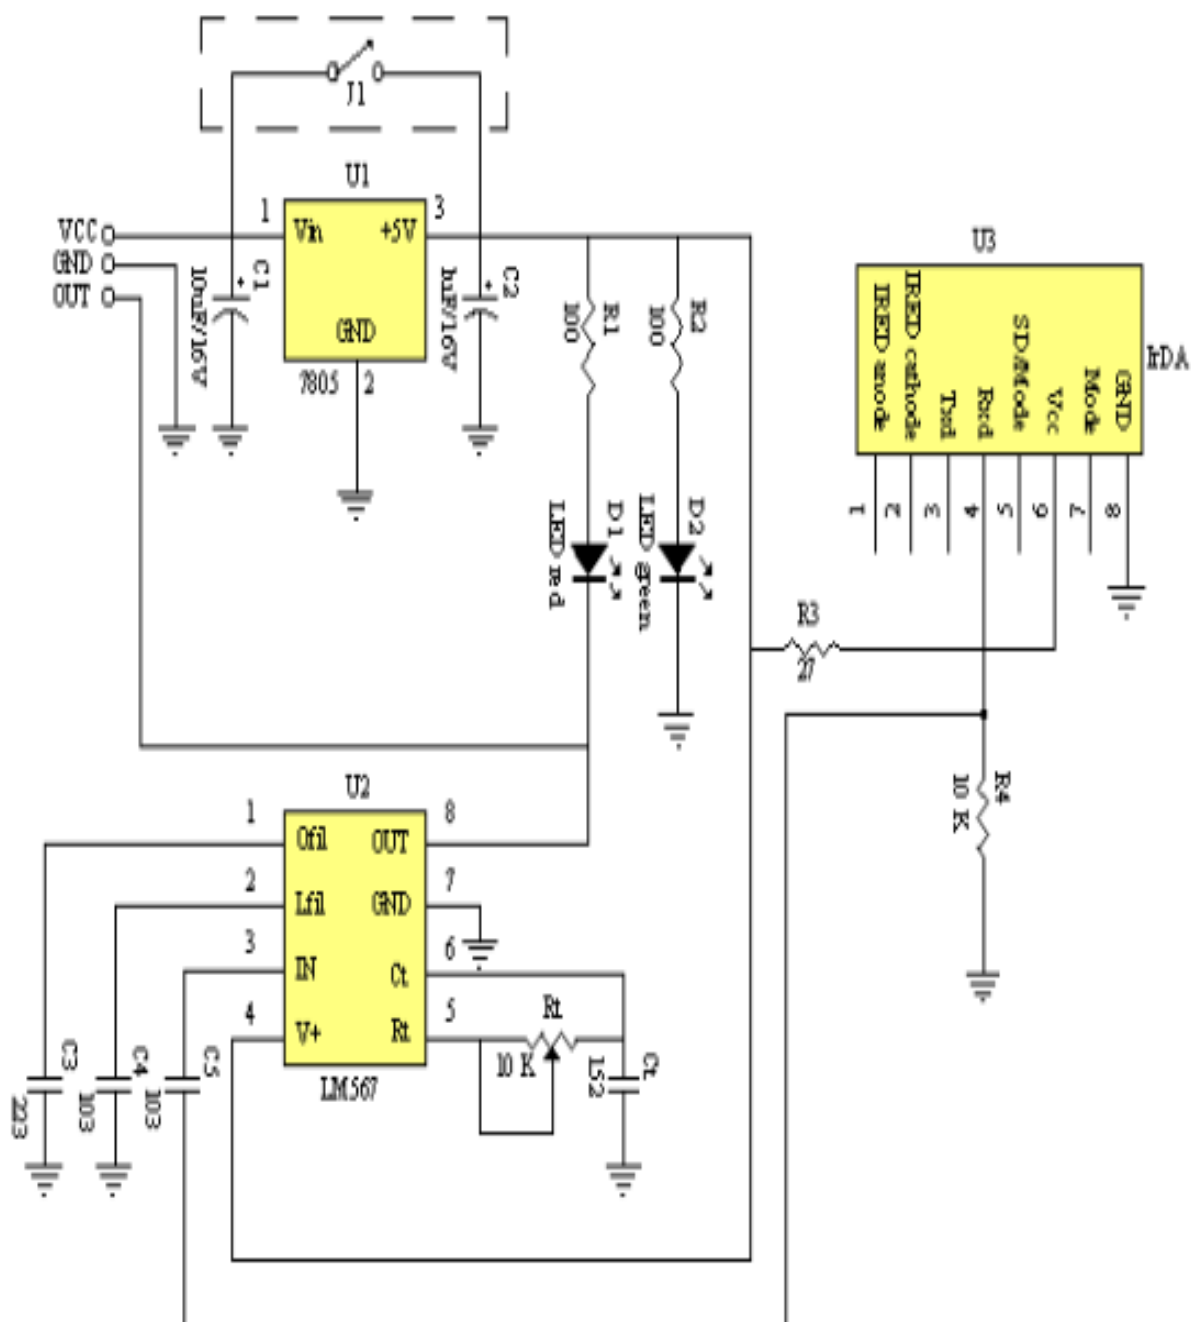 J1
U1
1
3
VCC
Vin
+5V
GND
OUT
C1
10uF/16V
GND
7805
2
C2
1uF/16V
R1
100
R2
100
U3
IrDA
IRED anode
IRED cathode
Txd
Rxd
SD/Mode
Vcc
Mode
GND
1
2
3
4
5
6
7
8
D1
LED red
D2
LED green
R3
27
R4
10 K
U2
1
8
Ofil
OUT
2
7
Lfil
GND
3
6
IN
Ct
4
5
V+
Rt
LM567
Rt
10 K
Ct
152
C3
223
C4
103
C5
103